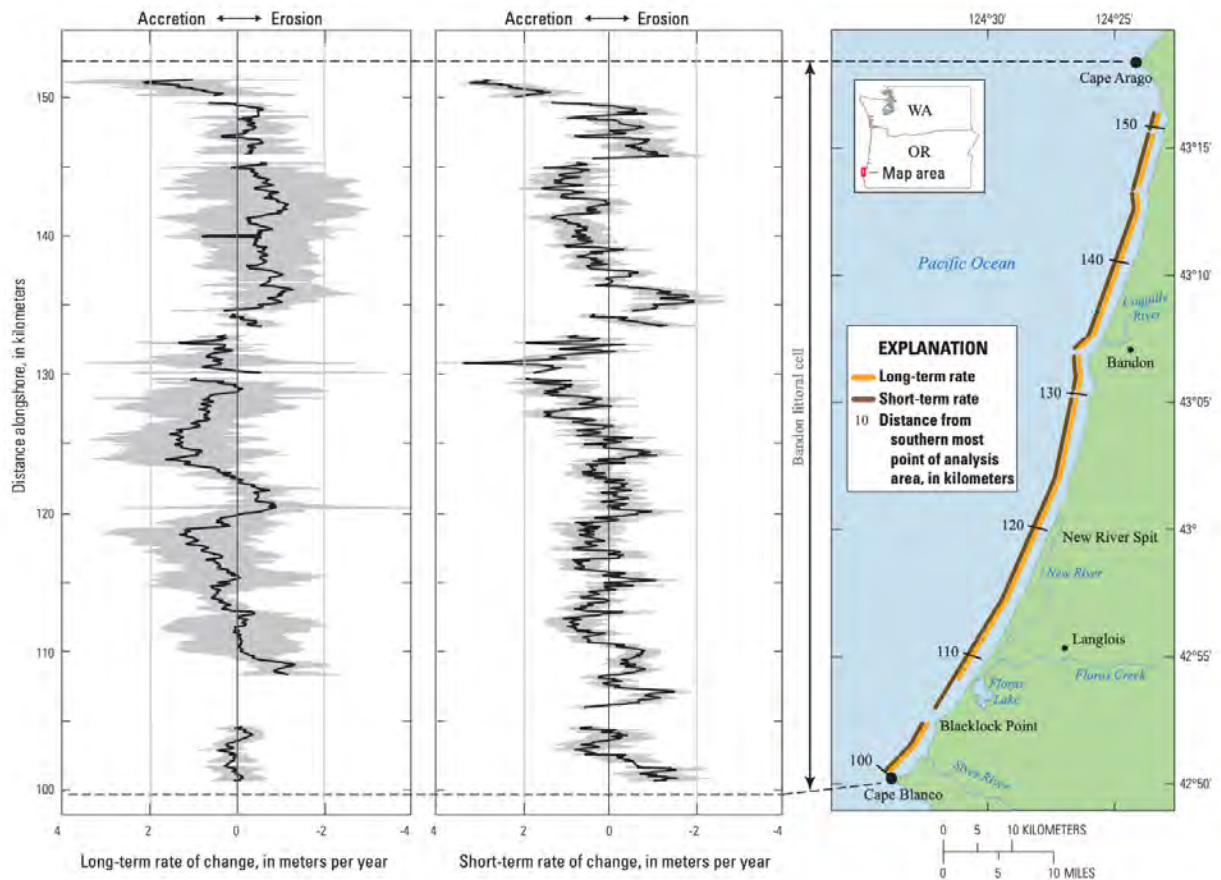 Accretion Erosion
Accretion Erosion
Distance alongshore, in kilometers
150
140
130
120
110
100
4 2 0 -2 -4
Long-term rate of change, in meters per year
4 2 0 -2 -4
Short-term rate of change, in meters per year
Bandon littoral cell
124°30' 124°25'
Cape Arago
WA
OR
Map area
150
43°15'
Pacific Ocean
140
43°10'
Coquille
River
Bandon
EXPLANATION
Long-term rate
Short-term rate
10 Distance from
southern most
point of analysis
area, in kilometers
130
43°05'
120
43°
New River Spit
New River
Langlois
110
42°55'
Floras Creek
Floras
Lake
Blacklock Point
100
Sixes River
42°50'
Cape Blanco
0 5 10 KILOMETERS
0 5 10 MILES